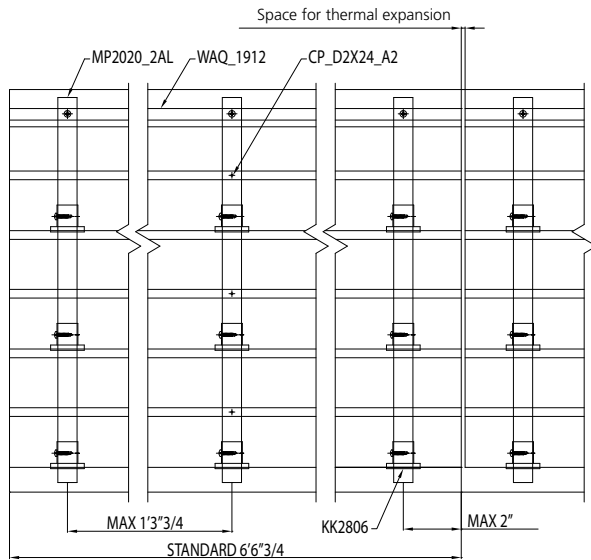 Space for thermal expansion
MP2020_2AL
WAQ_1912
CP_D2X24_A2
MAX 1'3"3/4
KK2806
MAX 2"
STANDARD 6'6"3/4